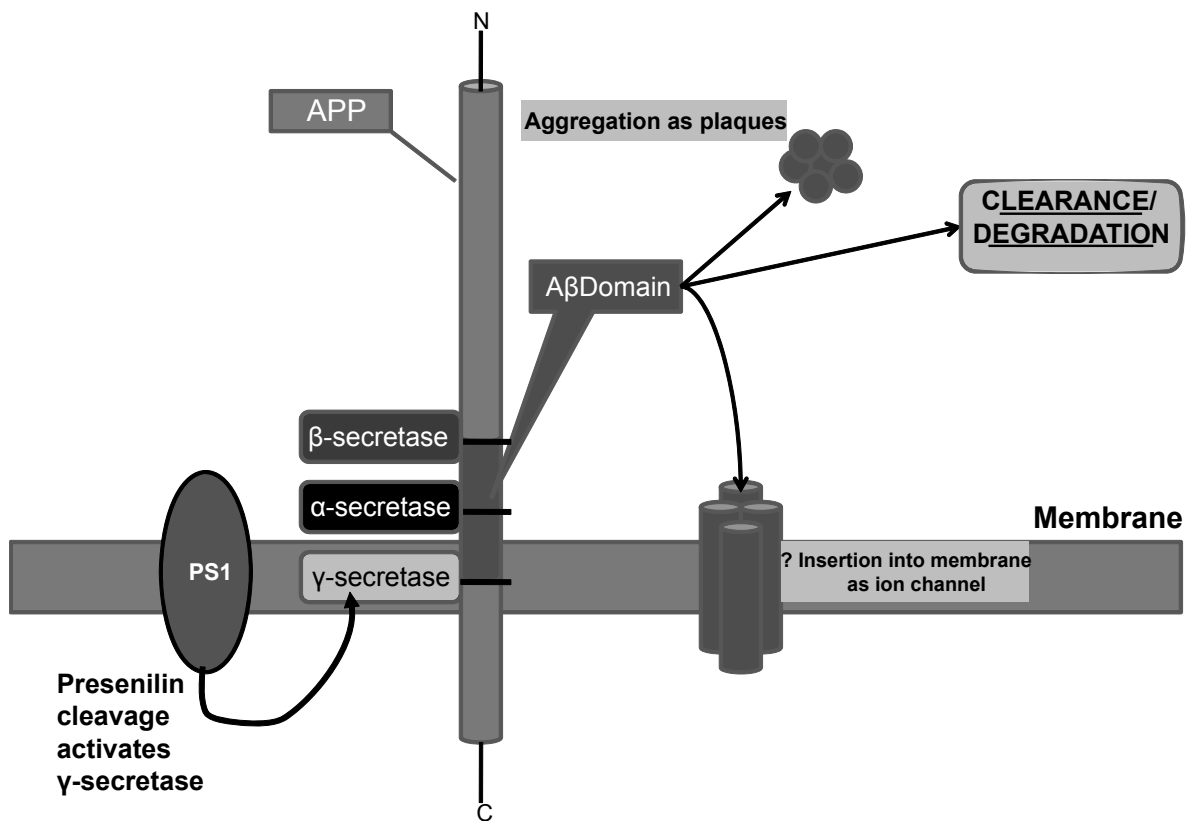 N
APP
Aggregation as plaques
CLEARANCE/
DEGRADATION
AβDomain
β-secretase
α-secretase
Membrane
PS1
γ-secretase
? Insertion into membrane
as ion channel
Presenilin
cleavage
activates
γ-secretase
C